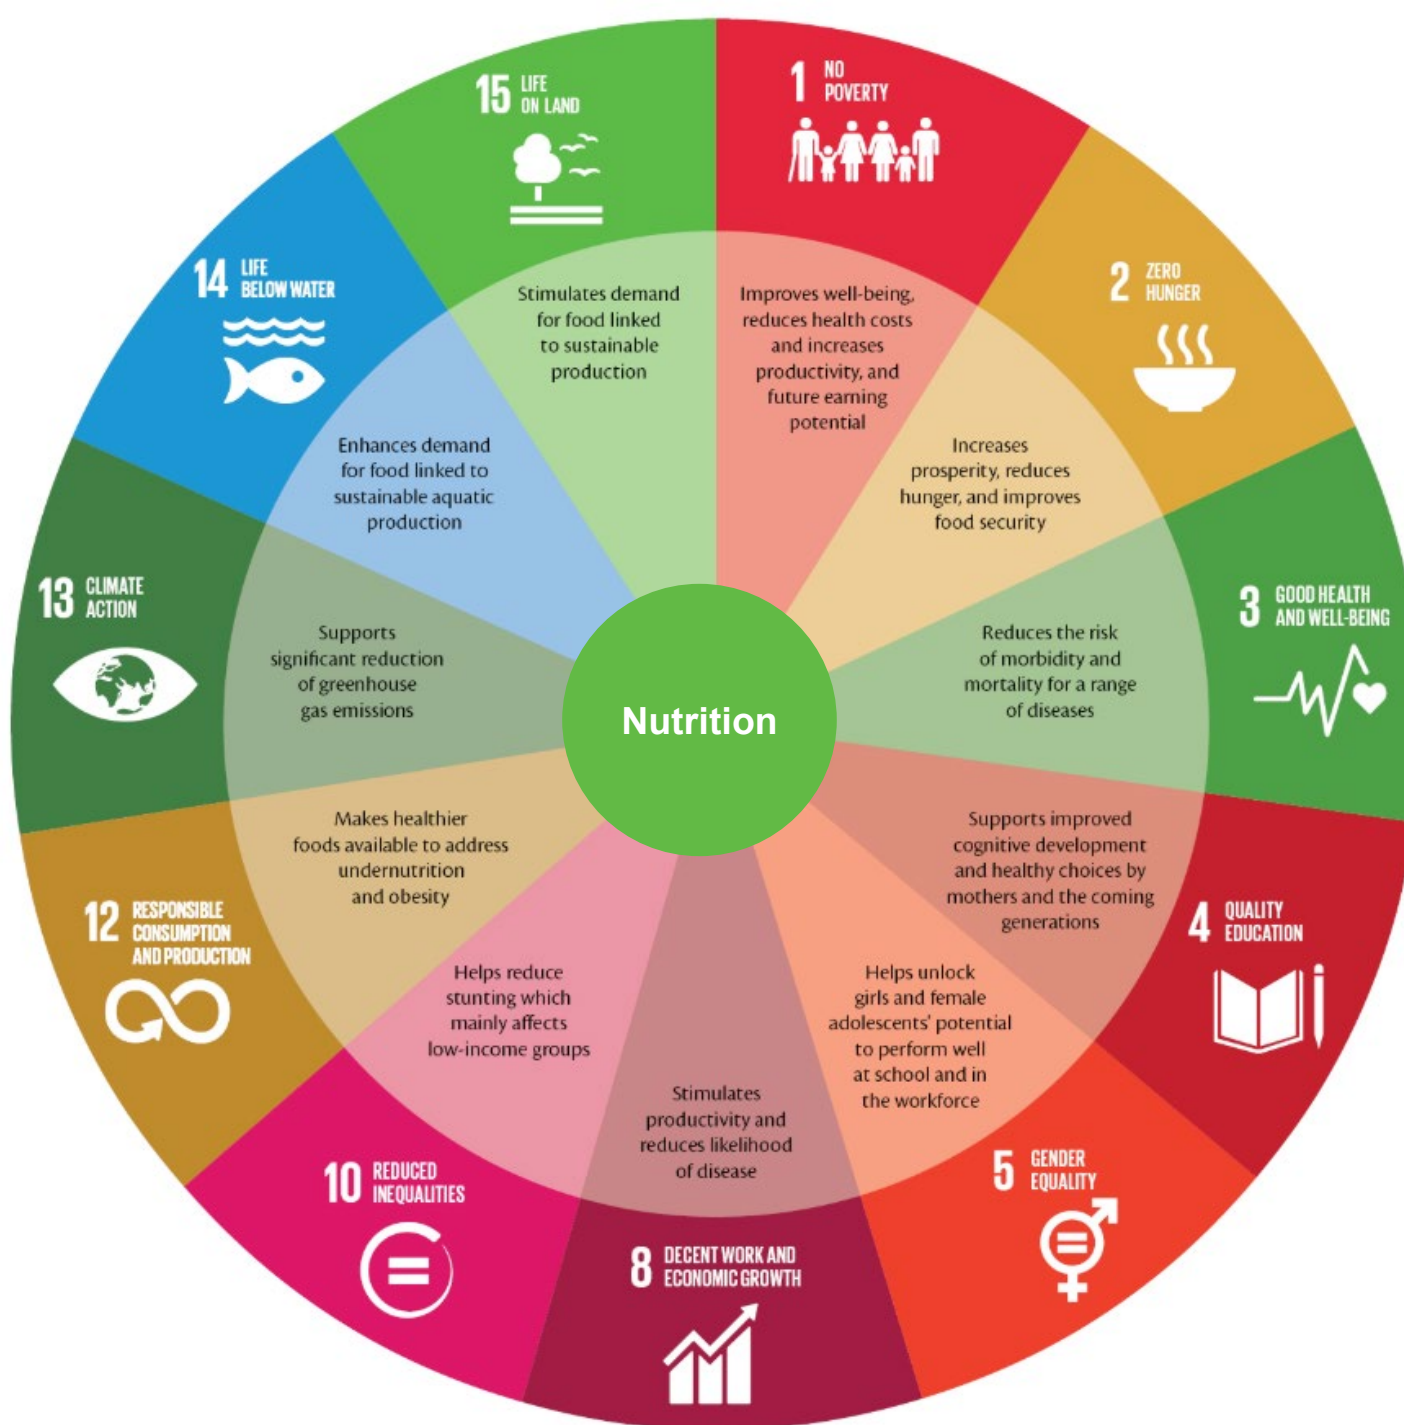 1 NO
POVERTY
Improves well-being,
reduces health costs
and increases
productivity, and
future earning
potential
2 ZERO
HUNGER
Increases
prosperity, reduces
hunger, and improves
food security
3 GOOD HEALTH
AND WELL-BEING
Reduces the risk
of morbidity and
mortality for a range
of diseases
4 QUALITY
EDUCATION
Supports improved
cognitive development
and healthy choices by
mothers and the coming
generations
5 GENDER
EQUALITY
Helps unlock
girls and female
adolescents' potential
to perform well
at school and in
the workforce
8 DECENT WORK AND
ECONOMIC GROWTH
Stimulates
productivity and
reduces likelihood
of disease
10 REDUCED
INEQUALITIES
Helps reduce
stunting which
mainly affects
low-income groups
12 RESPONSIBLE
CONSUMPTION
AND PRODUCTION
Makes healthier
foods available to address
undernutrition
and obesity
13 CLIMATE
ACTION
Supports
significant reduction
of greenhouse
gas emissions
14 LIFE
BELOW WATER
Enhances demand
for food linked to
sustainable aquatic
production
15 LIFE
ON LAND
Stimulates demand
for food linked
to sustainable
production
Nutrition